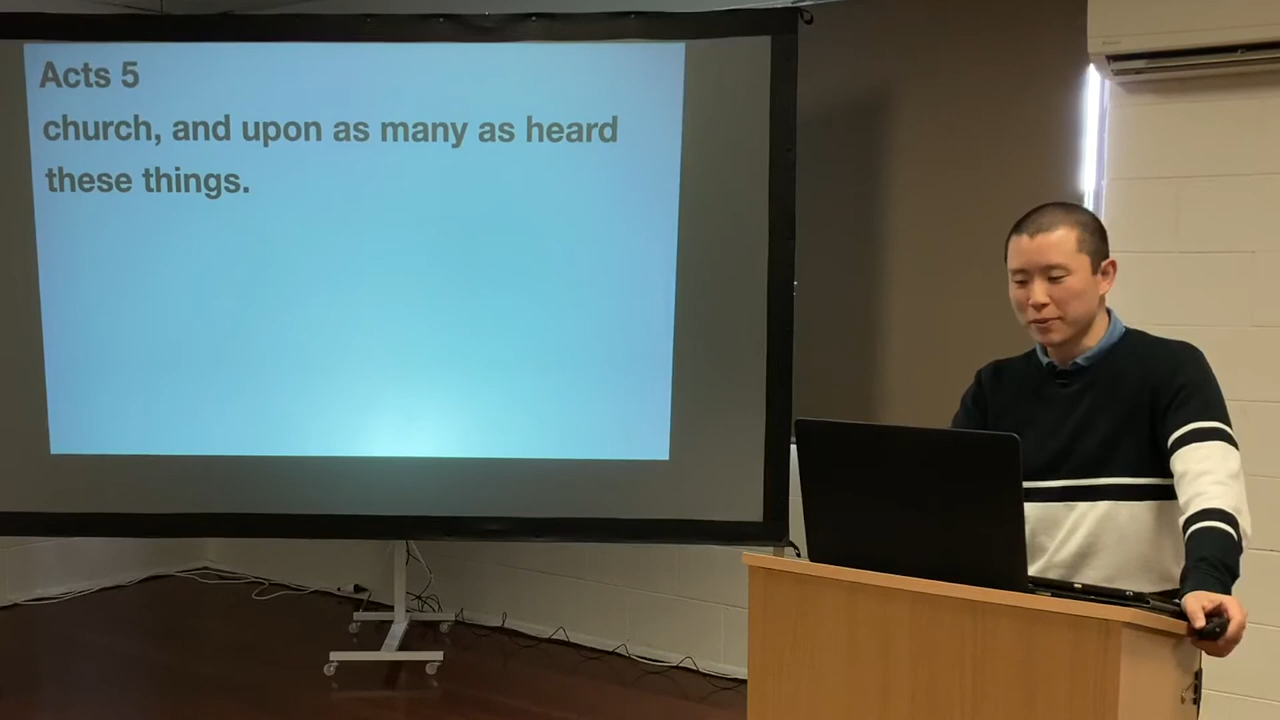 Acts 5
church, and upon as many as heard
these things.